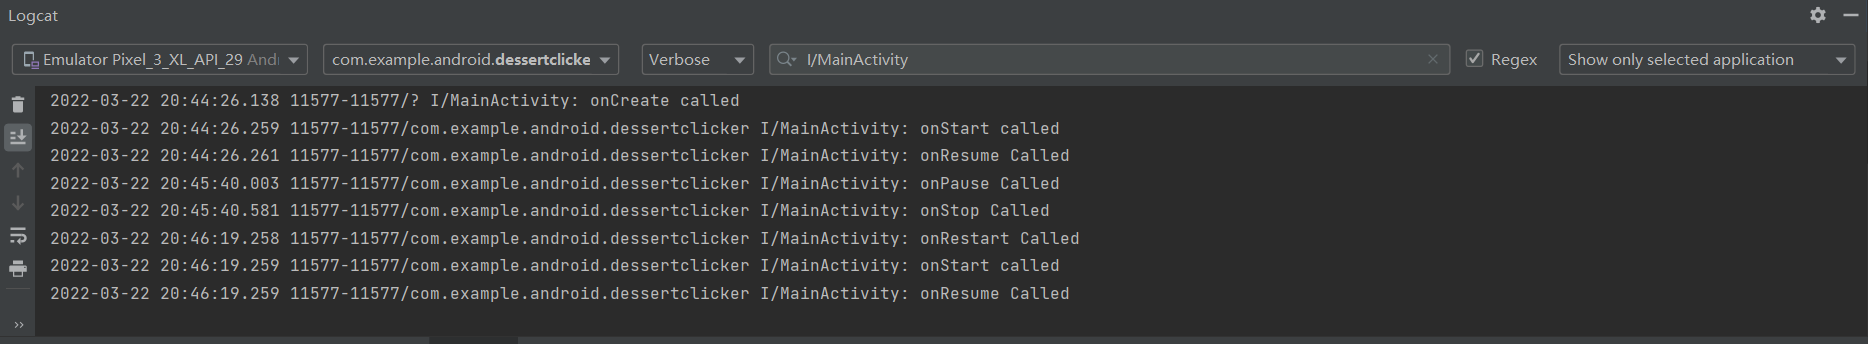 Logcat
Emulator Pixel_3_XL_API_29 Andr com.example.android.dessertclicke Verbose I/MainActivity Regex Show only selected application
2022-03-22 20:44:26.138 11577-11577/? I/MainActivity: onCreate called
2022-03-22 20:44:26.259 11577-11577/com.example.android.dessertclicker I/MainActivity: onStart called
2022-03-22 20:44:26.261 11577-11577/com.example.android.dessertclicker I/MainActivity: onResume Called
2022-03-22 20:45:40.003 11577-11577/com.example.android.dessertclicker I/MainActivity: onPause Called
2022-03-22 20:45:40.581 11577-11577/com.example.android.dessertclicker I/MainActivity: onStop Called
2022-03-22 20:46:19.258 11577-11577/com.example.android.dessertclicker I/MainActivity: onRestart Called
2022-03-22 20:46:19.259 11577-11577/com.example.android.dessertclicker I/MainActivity: onStart called
2022-03-22 20:46:19.259 11577-11577/com.example.android.dessertclicker I/MainActivity: onResume Called